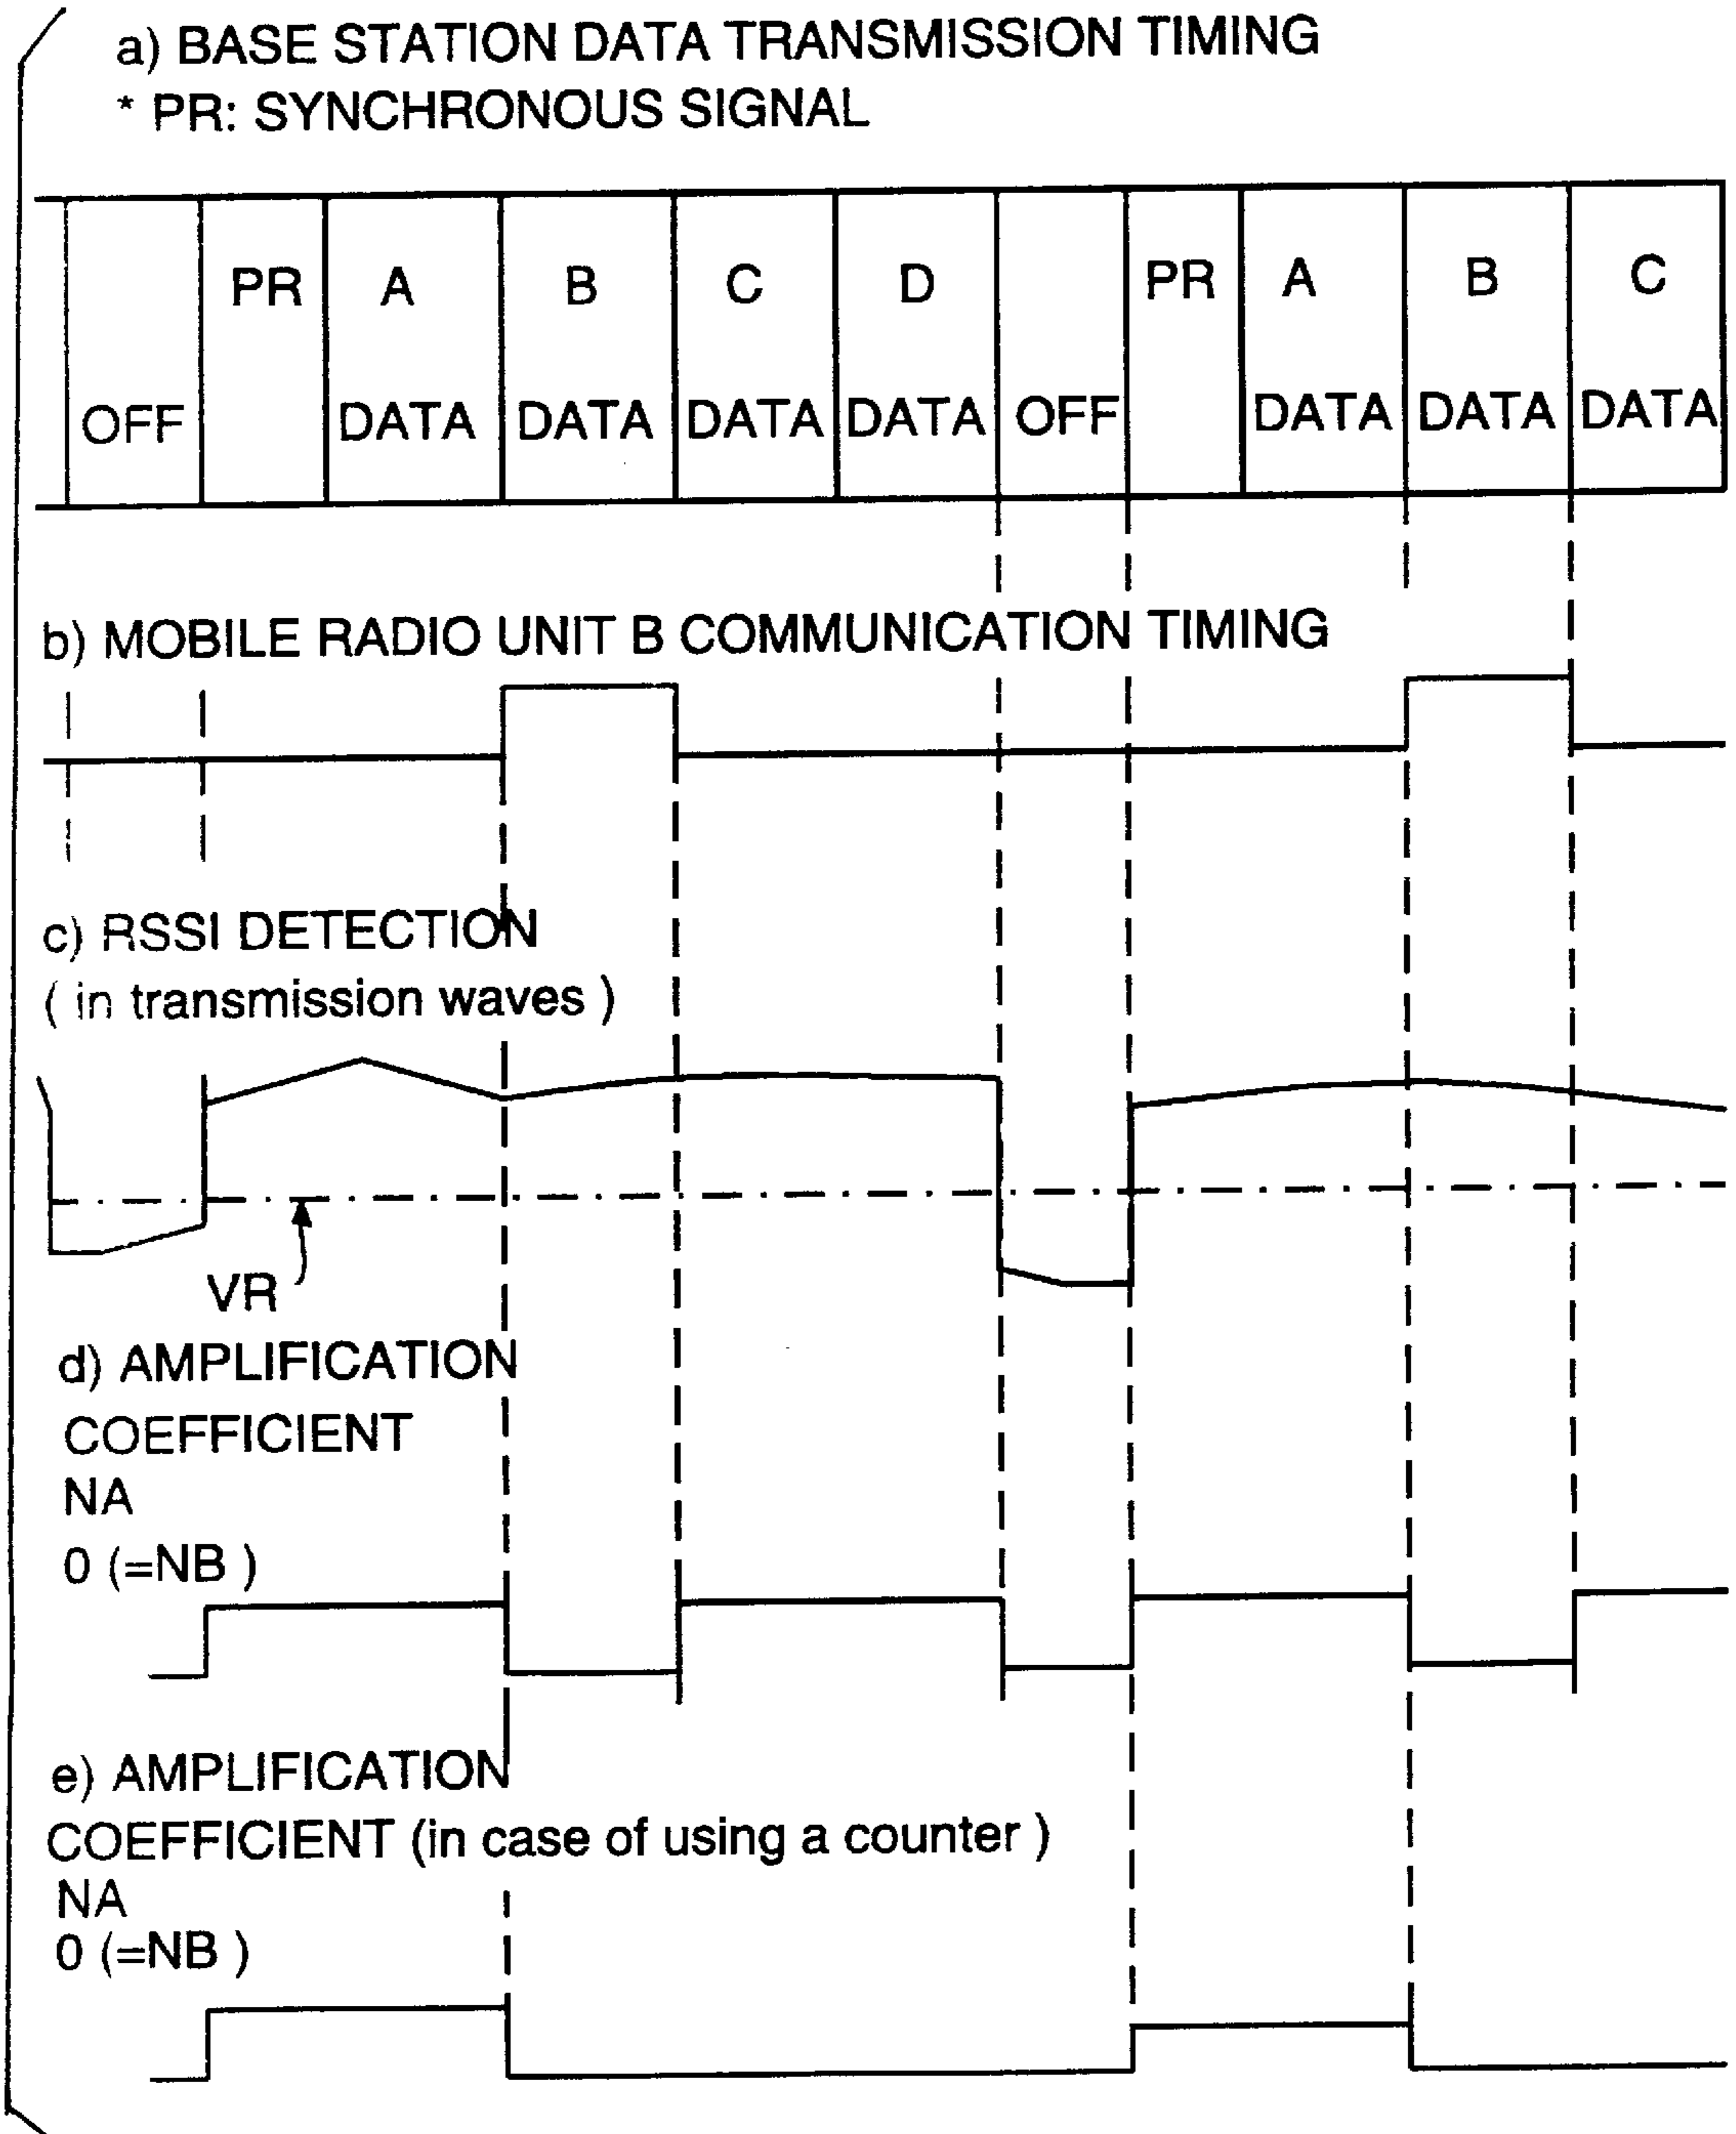 a) BASE STATION DATA TRANSMISSION TIMING
* PR: SYNCHRONOUS SIGNAL
PR A B C D PR A B C
OFF DATA DATA DATA DATA OFF DATA DATA DATA
b) MOBILE RADIO UNIT B COMMUNICATION TIMING
c) RSSI DETECTION
( in transmission waves )
VR
d) AMPLIFICATION
COEFFICIENT
NA
0 (=NB )
e) AMPLIFICATION
COEFFICIENT (in case of using a counter )
NA
0 (=NB )